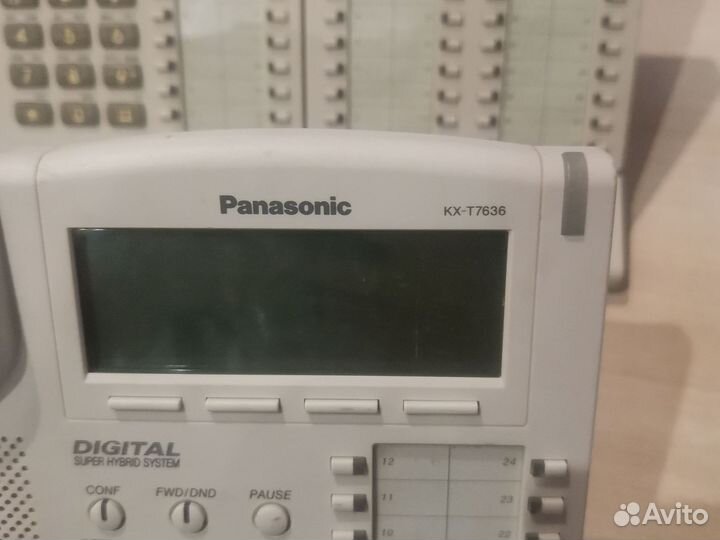 Panasonic
KX-T7636
DIGITAL
SUPER HYBRID SYSTEM
CONF
FWD/DND
PAUSE
12
24
11
23
10
22
Avito